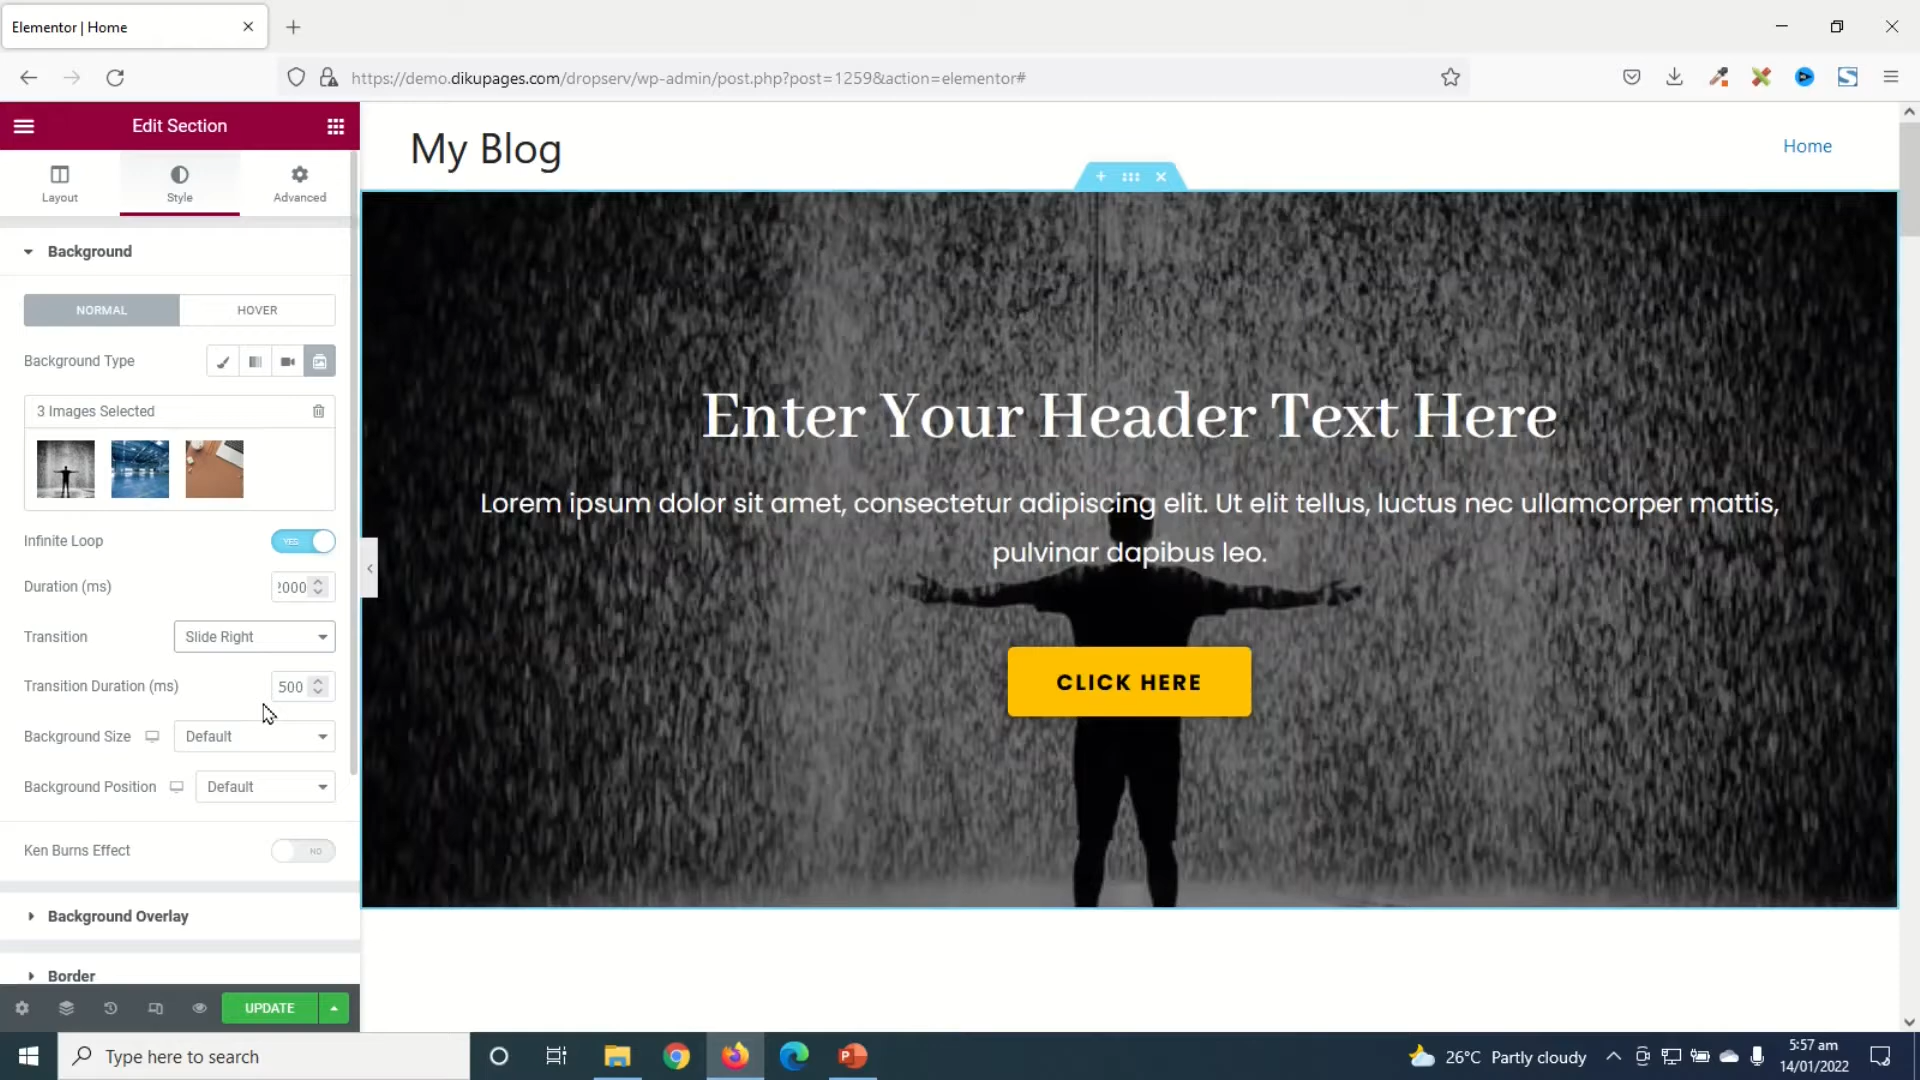 Elementor | Home
https://demo.dikupages.com/dropserv/wp-admin/post.php?post=1259&action=elementor#
Edit Section
Layout
Style
Advanced
Background
NORMAL
HOVER
Background Type
3 Images Selected
Infinite Loop
YES
Duration (ms)
2000
Transition
Slide Right
Transition Duration (ms)
500
Background Size
Default
Background Position
Default
Ken Burns Effect
NO
Background Overlay
Border
UPDATE
My Blog
Home
Enter Your Header Text Here
Lorem ipsum dolor sit amet, consectetur adipiscing elit. Ut elit tellus, luctus nec ullamcorper mattis,
pulvinar dapibus leo.
CLICK HERE
Type here to search
26°C Partly cloudy
5:57 am
14/01/2022